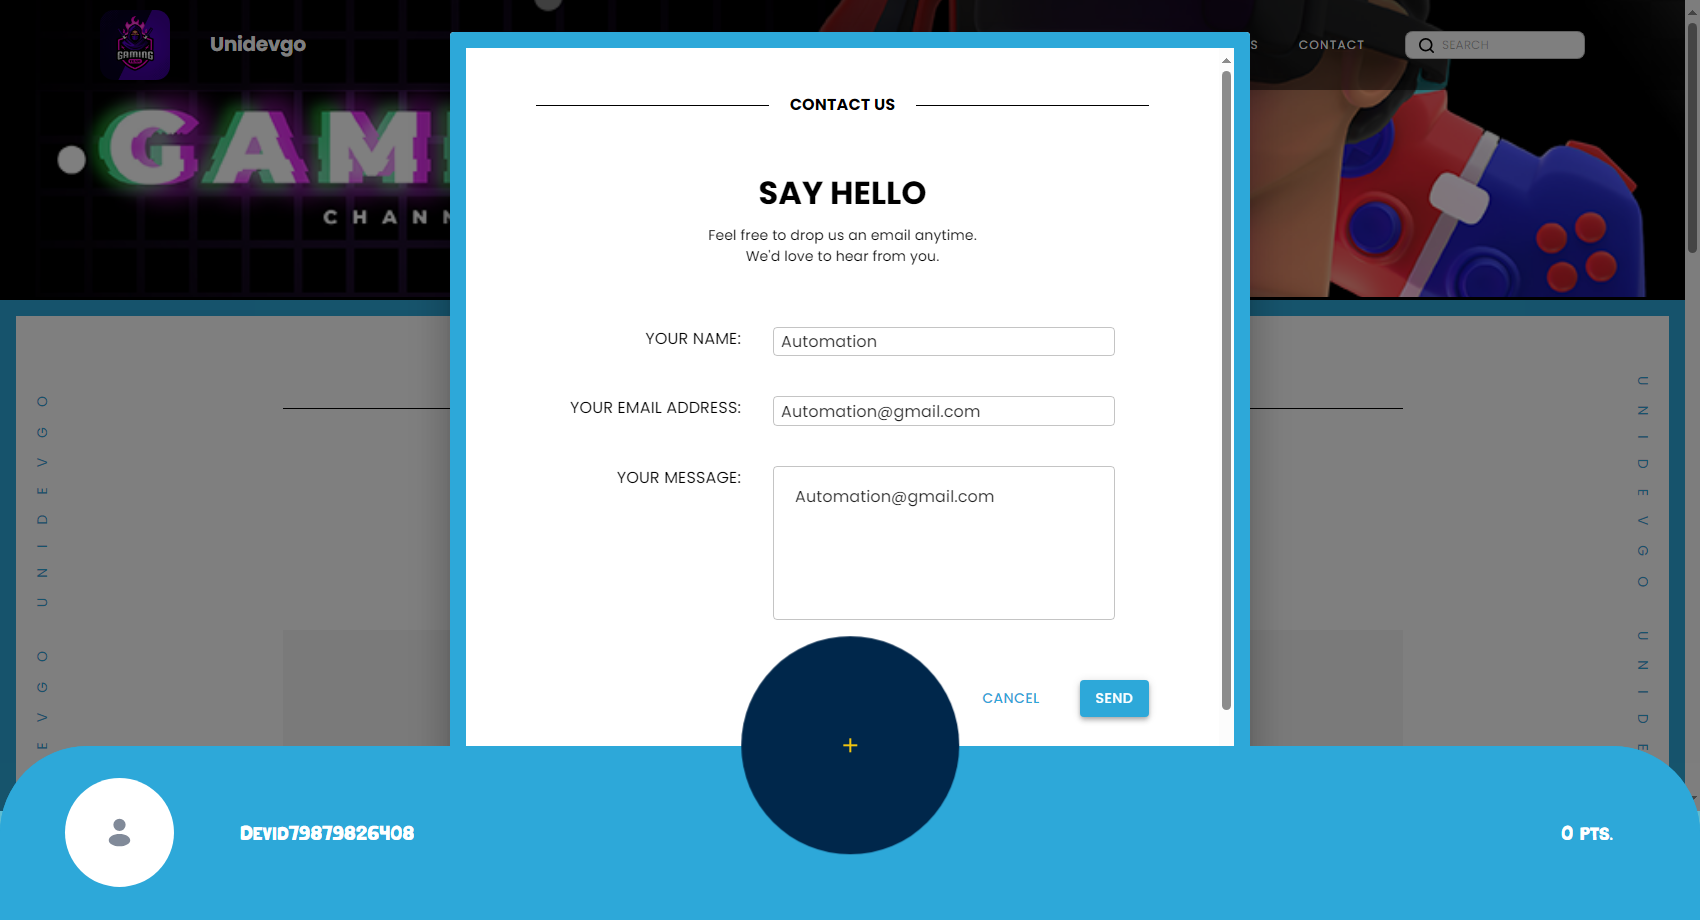 GAMING
Unidevgo
S
CONTACT
SEARCH
GAM
CHANN
CONTACT US
SAY HELLO
Feel free to drop us an email anytime.
We'd love to hear from you.
YOUR NAME:
Automation
YOUR EMAIL ADDRESS:
Automation@gmail.com
YOUR MESSAGE:
Automation@gmail.com
CANCEL
SEND
UNIDEVGO
EVGO
UNIDEVGO
UNIDE
+
Devid79879826408
0 pts.